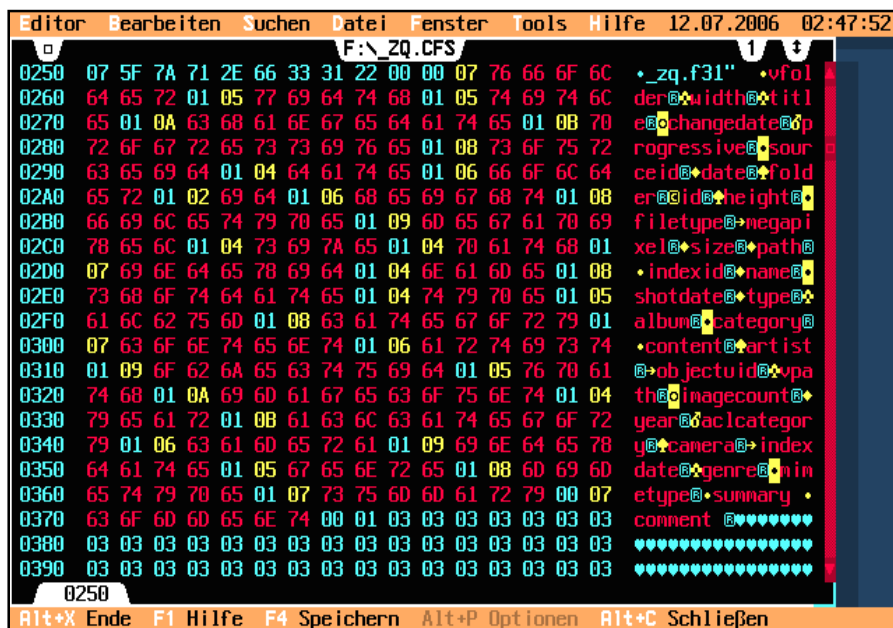 Editor Bearbeiten Suchen Datei Fenster Tools Hilfe 12.07.2006 02:47:52
F:\_ZQ.CFS 1
0250 07 5F 7A 71 2E 66 33 31 22 00 00 07 76 66 6F 6C •_zq.f31" •vfol
0260 64 65 72 01 05 77 69 64 74 68 01 05 74 69 74 6C der®♣width®♣titl
0270 65 01 0A 63 68 61 6E 67 65 64 61 74 65 01 0B 70 e®◙changedate®♂p
0280 72 6F 67 72 65 73 73 69 76 65 01 08 73 6F 75 72 rogressive®◘sour
0290 63 65 69 64 01 04 64 61 74 65 01 06 66 6F 6C 64 ceid®♦date®♠fold
02A0 65 72 01 02 69 64 01 06 68 65 69 67 68 74 01 08 er®©id®♠height®◘
02B0 66 69 6C 65 74 79 70 65 01 09 6D 65 67 61 70 69 filetype®→megapi
02C0 78 65 6C 01 04 73 69 7A 65 01 04 70 61 74 68 01 xel®♦size®♦path®
02D0 07 69 6E 64 65 78 69 64 01 04 6E 61 6D 65 01 08 •indexid®♦name®◘
02E0 73 68 6F 74 64 61 74 65 01 04 74 79 70 65 01 05 shotdate®♦type®♣
02F0 61 6C 62 75 6D 01 08 63 61 74 65 67 6F 72 79 01 album®◘category®
0300 07 63 6F 6E 74 65 6E 74 01 06 61 72 74 69 73 74 •content®♠artist
0310 01 09 6F 62 6A 65 63 74 75 69 64 01 05 76 70 61 ®→objectuid®♣vpa
0320 74 68 01 0A 69 6D 61 67 65 63 6F 75 6E 74 01 04 th®◙imagecount®♦
0330 79 65 61 72 01 0B 61 63 6C 63 61 74 65 67 6F 72 year®♂aclcategor
0340 79 01 06 63 61 6D 65 72 61 01 09 69 6E 64 65 78 y®♠camera®→index
0350 64 61 74 65 01 05 67 65 6E 72 65 01 08 6D 69 6D date®♣genre®◘mim
0360 65 74 79 70 65 01 07 73 75 6D 6D 61 72 79 00 07 etype®•summary •
0370 63 6F 6D 6D 65 6E 74 00 01 03 03 03 03 03 03 03 comment ®♥♥♥♥♥♥♥
0380 03 03 03 03 03 03 03 03 03 03 03 03 03 03 03 03 ♥♥♥♥♥♥♥♥♥♥♥♥♥♥♥♥
0390 03 03 03 03 03 03 03 03 03 03 03 03 03 03 03 03 ♥♥♥♥♥♥♥♥♥♥♥♥♥♥♥♥
0250
Alt+X Ende F1 Hilfe F4 Speichern Alt+P Optionen Alt+C Schließen